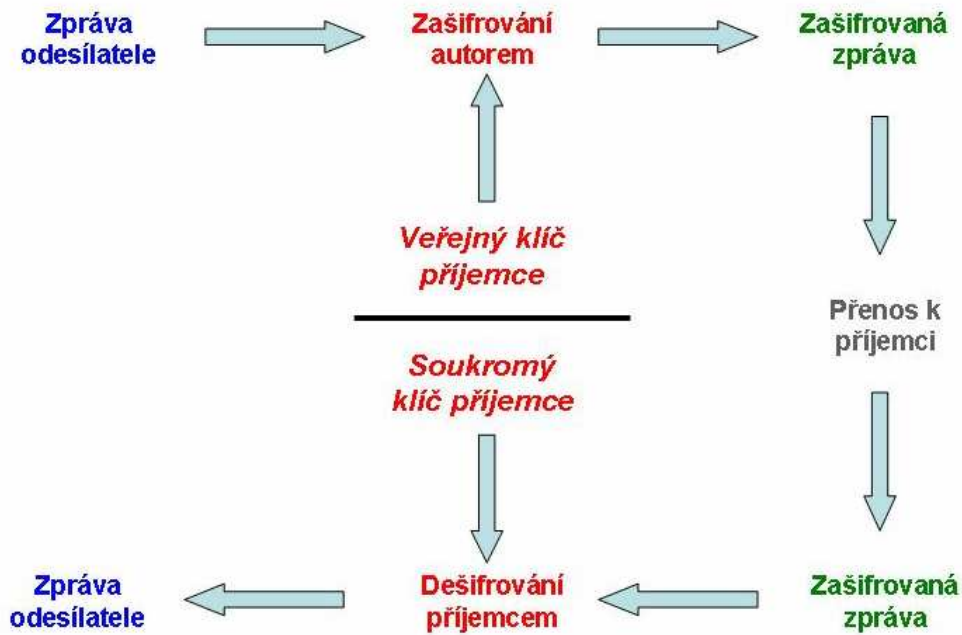 Zpráva
odesílatele
Zašifrování
autorem
Zašifrovaná
zpráva
Veřejný klíč
příjemce
Přenos k
příjemci
Soukromý
klíč příjemce
Zpráva
odesílatele
Dešifrování
příjemcem
Zašifrovaná
zpráva